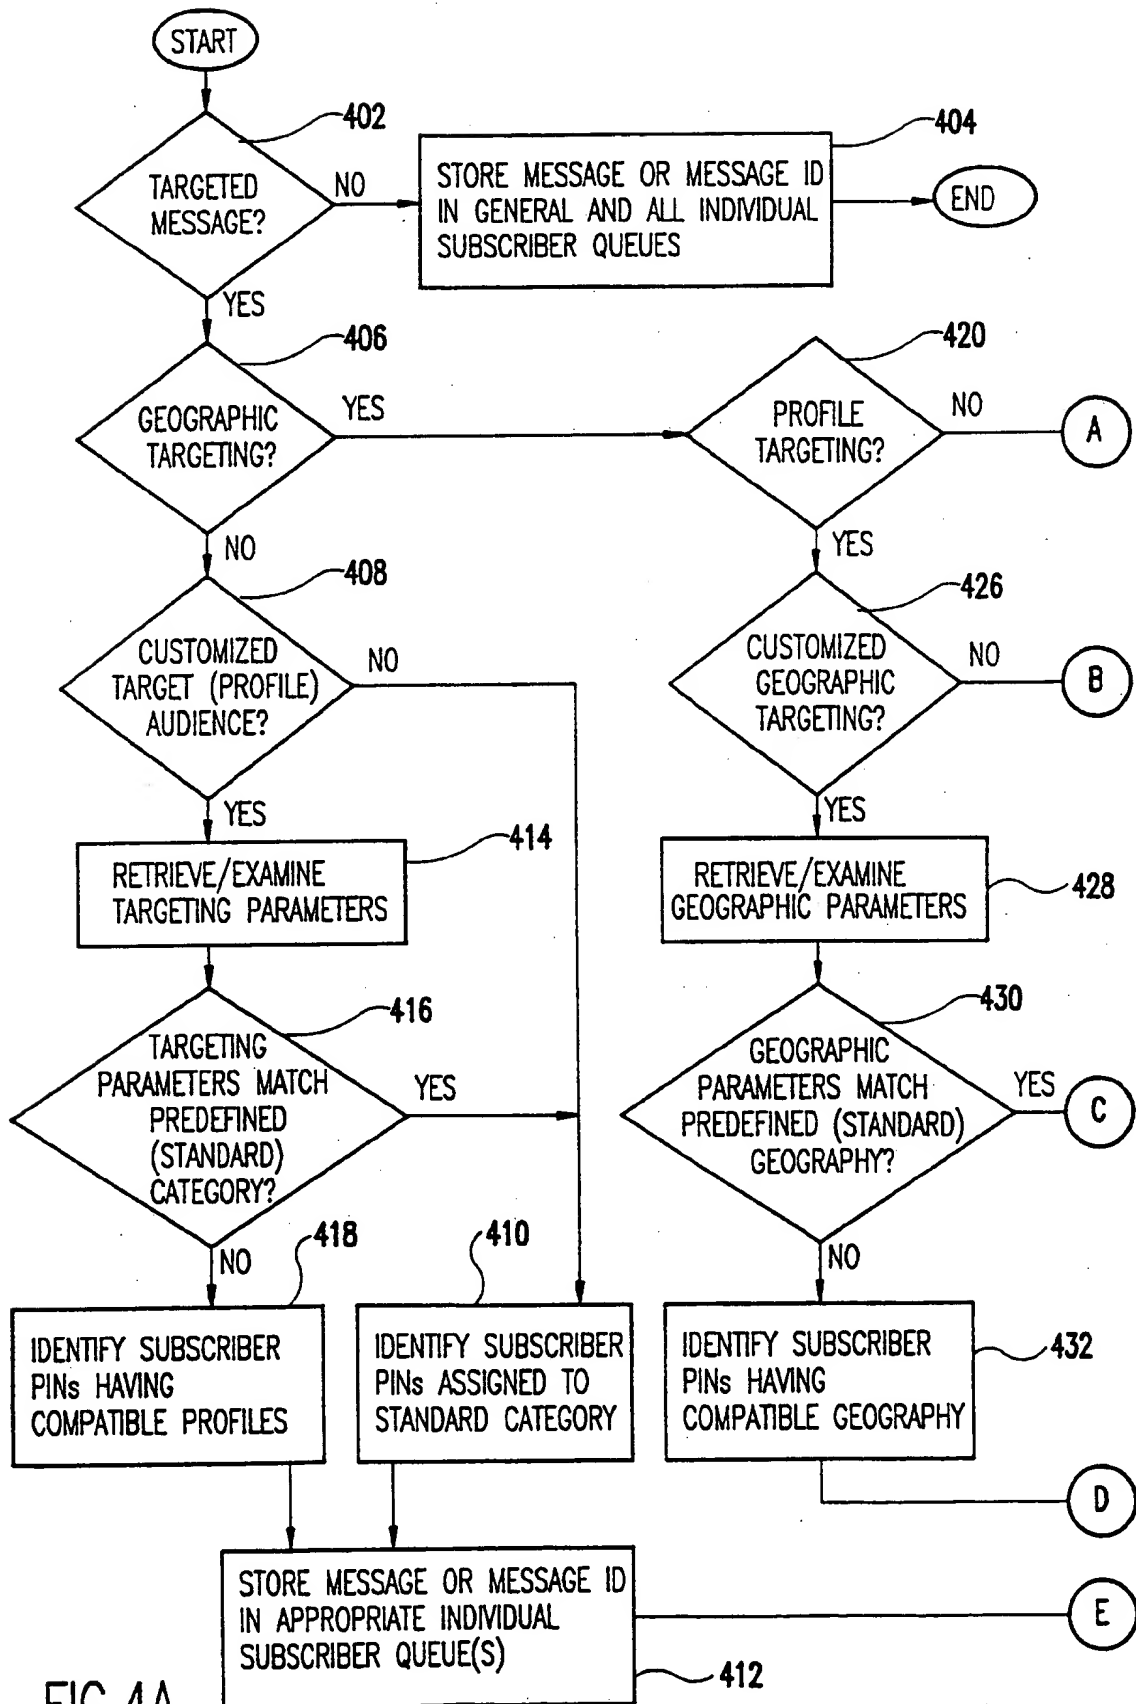 START
402
TARGETED
MESSAGE?
NO
STORE MESSAGE OR MESSAGE ID
IN GENERAL AND ALL INDIVIDUAL
SUBSCRIBER QUEUES
404
END
YES
406
GEOGRAPHIC
TARGETING?
YES
420
PROFILE
TARGETING?
NO
A
NO
YES
408
CUSTOMIZED
TARGET (PROFILE)
AUDIENCE?
NO
426
CUSTOMIZED
GEOGRAPHIC
TARGETING?
NO
B
YES
YES
414
RETRIEVE/EXAMINE
TARGETING PARAMETERS
RETRIEVE/EXAMINE
GEOGRAPHIC PARAMETERS
428
416
TARGETING
PARAMETERS MATCH
PREDEFINED
(STANDARD)
CATEGORY?
YES
430
GEOGRAPHIC
PARAMETERS MATCH
PREDEFINED (STANDARD)
GEOGRAPHY?
YES
C
NO
NO
418
IDENTIFY SUBSCRIBER
PINs HAVING
COMPATIBLE PROFILES
410
IDENTIFY SUBSCRIBER
PINs ASSIGNED TO
STANDARD CATEGORY
IDENTIFY SUBSCRIBER
PINs HAVING
COMPATIBLE GEOGRAPHY
432
D
STORE MESSAGE OR MESSAGE ID
IN APPROPRIATE INDIVIDUAL
SUBSCRIBER QUEUE(S)
E
412
FIG.4A